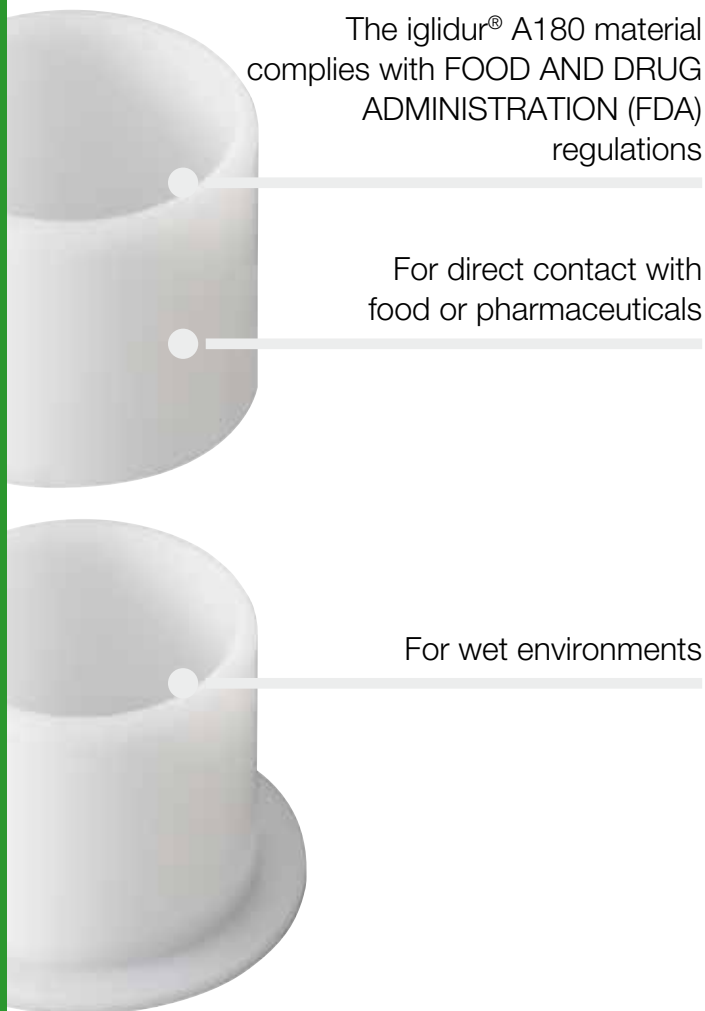 The iglidur® A180 material
complies with FOOD AND DRUG
ADMINISTRATION (FDA)
regulations
For direct contact with
food or pharmaceuticals
For wet environments